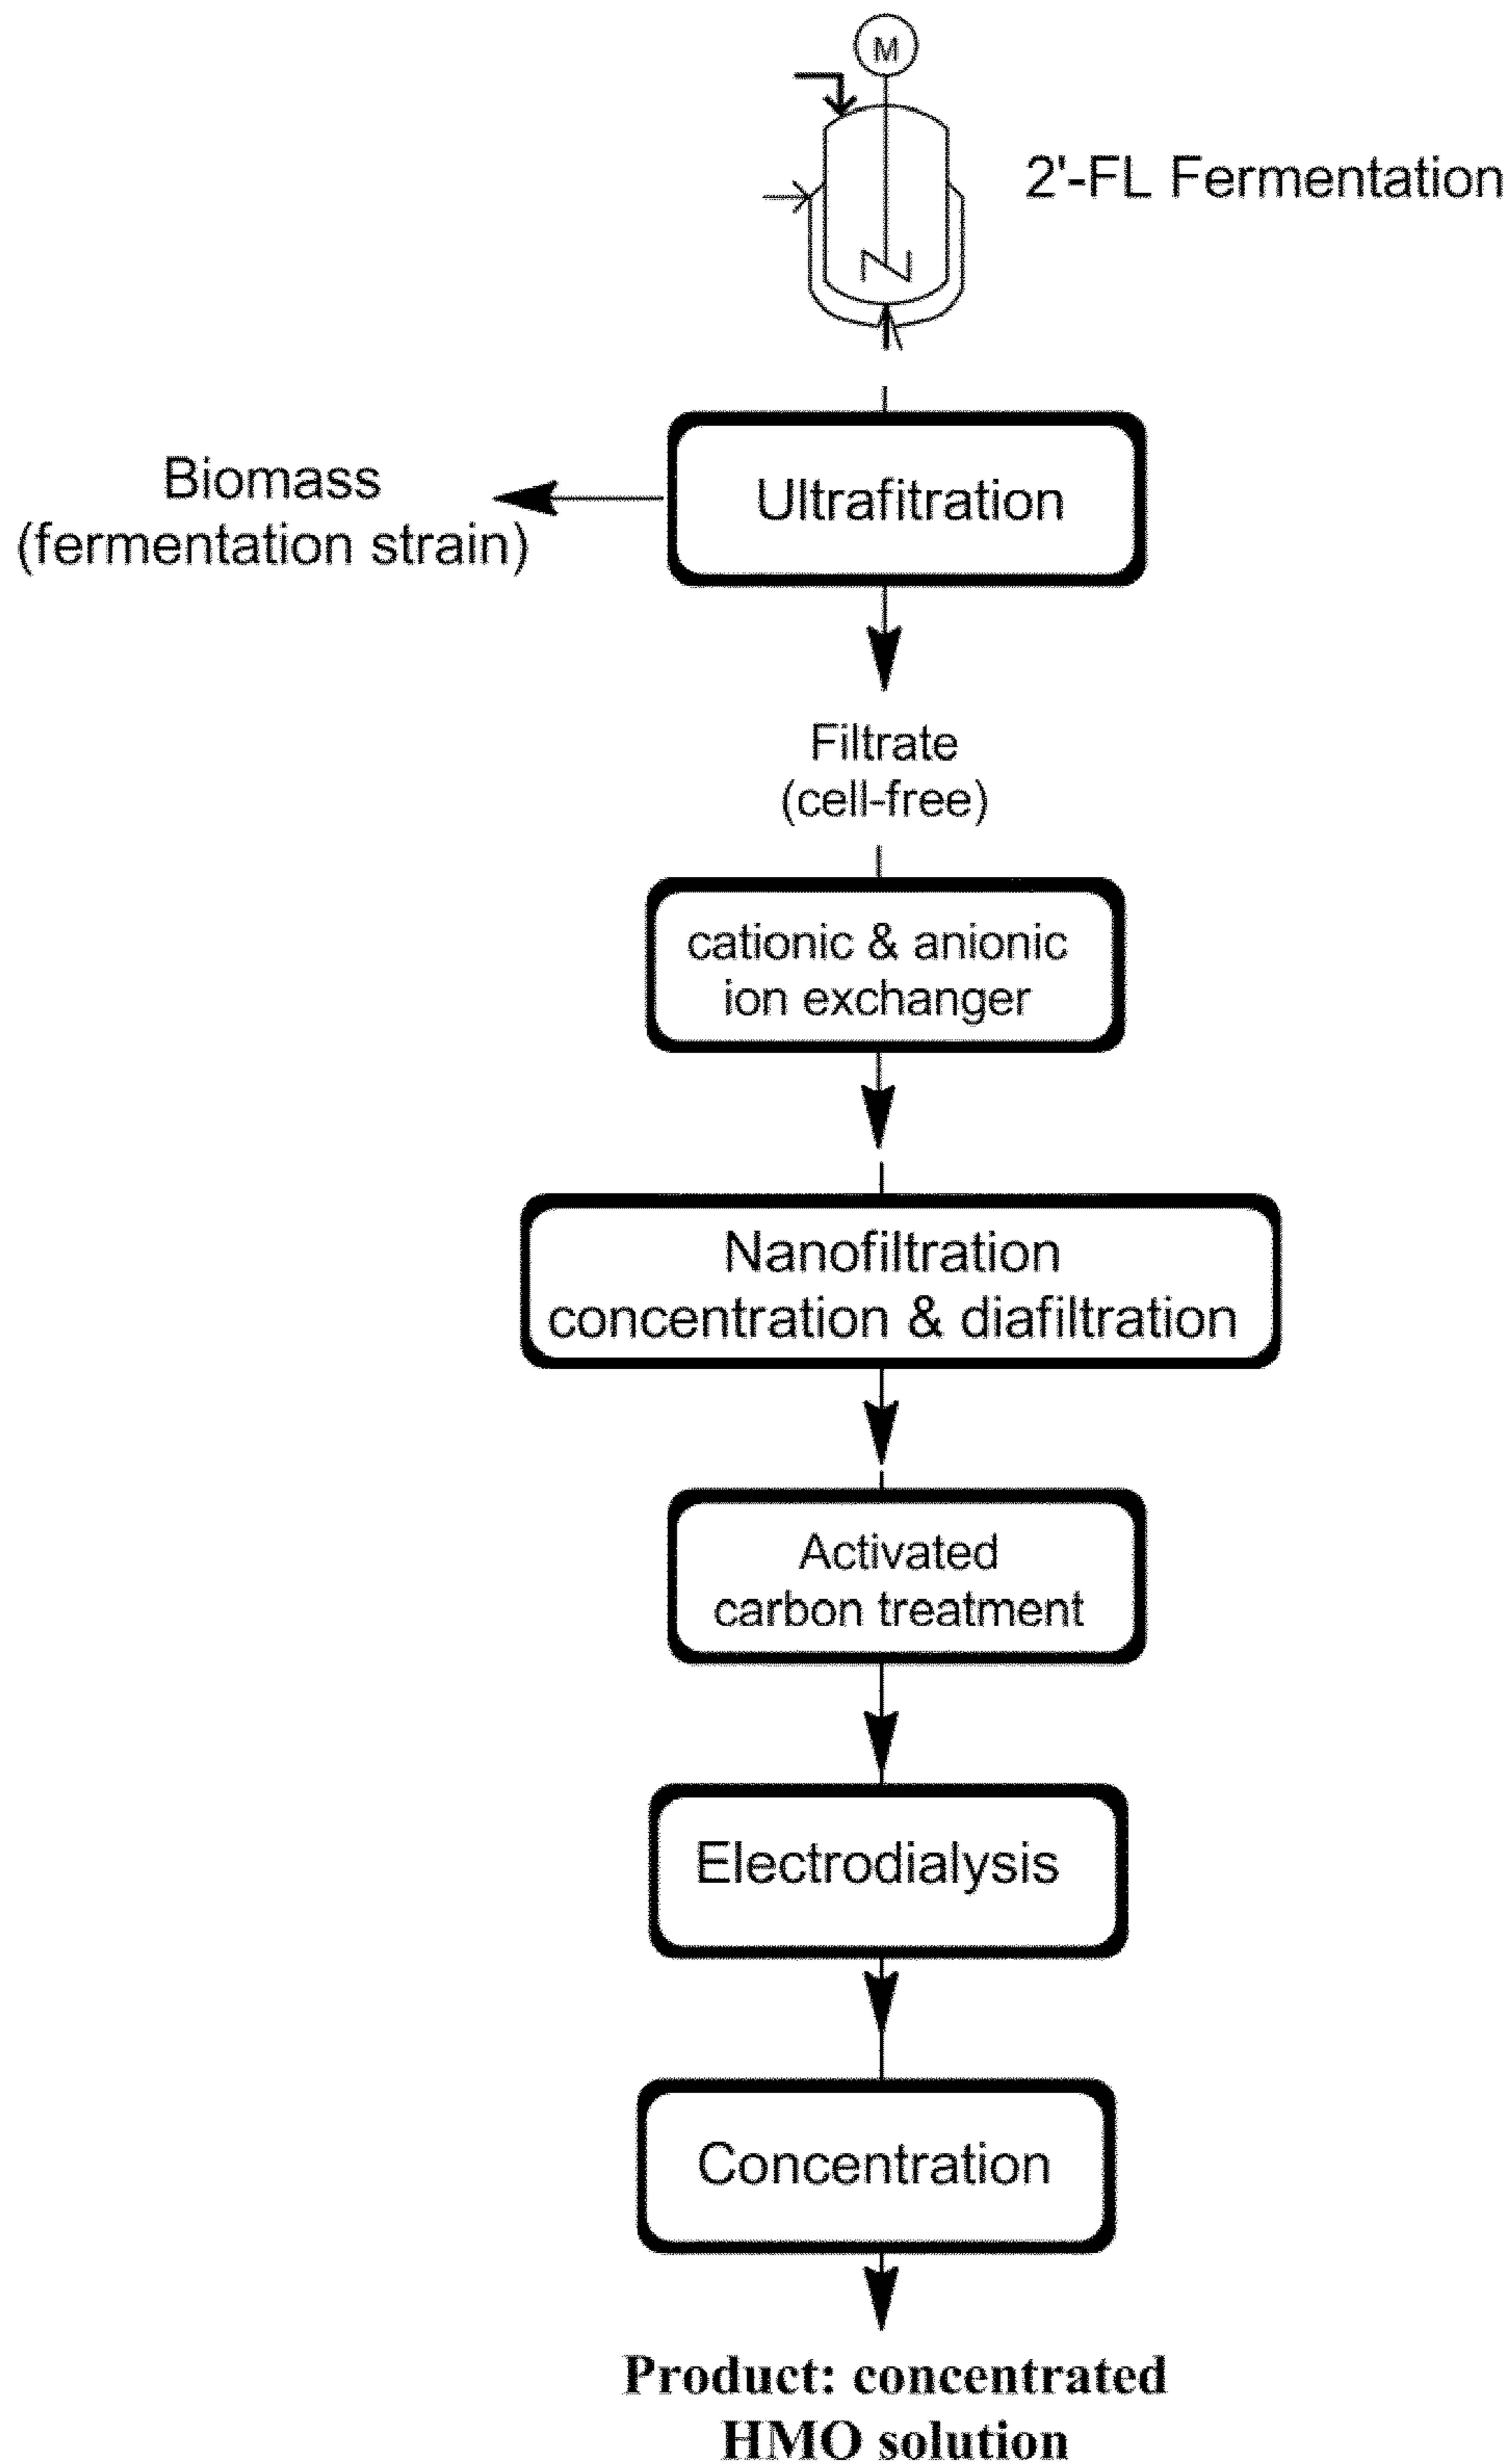 M
2'-FL Fermentation
Ultrafitration
Biomass
(fermentation strain)
Filtrate
(cell-free)
cationic & anionic
ion exchanger
Nanofiltration
concentration & diafiltration
Activated
carbon treatment
Electrodialysis
Concentration
Product: concentrated
HMO solution